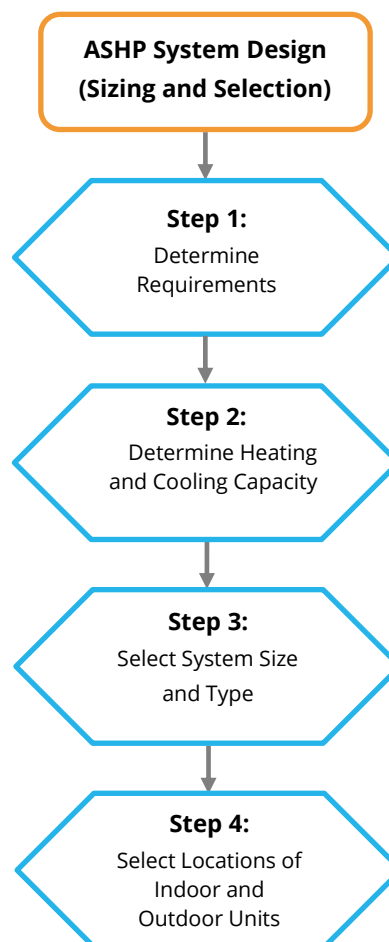 ASHP System Design
(Sizing and Selection)
Step 1:
Determine
Requirements
Step 2:
Determine Heating
and Cooling Capacity
Step 3:
Select System Size
and Type
Step 4:
Select Locations of
Indoor and
Outdoor Units